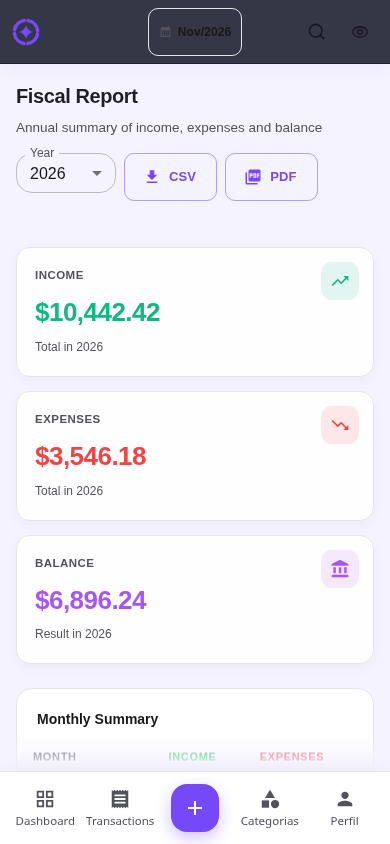 Nov/2026
Fiscal Report
Annual summary of income, expenses and balance
Year
2026
CSV
PDF
INCOME
$10,442.42
Total in 2026
EXPENSES
$3,546.18
Total in 2026
BALANCE
$6,896.24
Result in 2026
Monthly Summary
MONTH INCOME EXPENSES
Dashboard Transactions Categorias Perfil